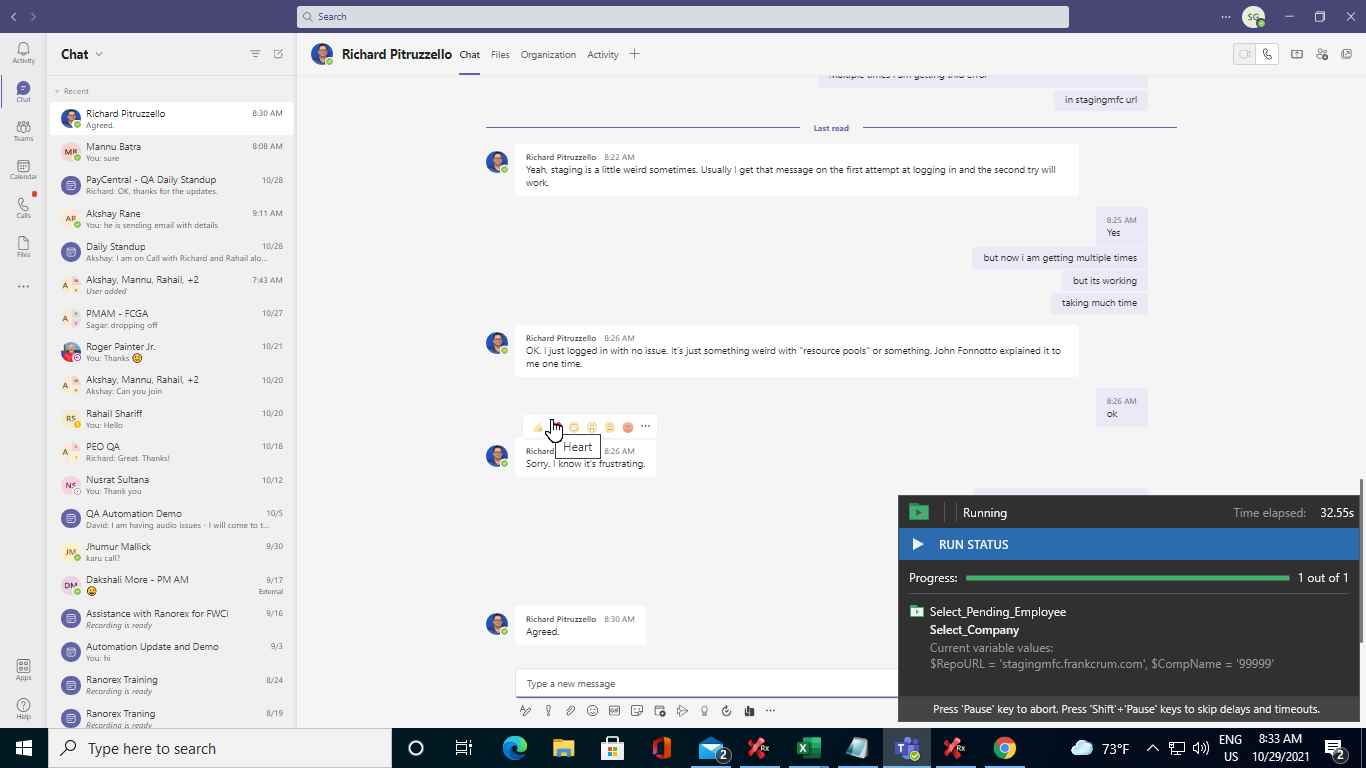 Search
SG
Activity
Chat
Teams
Calendar
Calls
Files
Apps
Help
Chat
Recent
Richard Pitruzzello 8:30 AM
Agreed.
Mannu Batra 8:08 AM
You: sure
PayCentral - QA Daily Standup 10/28
Richard: OK, thanks for the updates.
Akshay Rane 9:11 AM
You: he is sending email with details
Daily Standup 10/28
Akshay: I am on Call with Richard and Rahail alo...
Akshay, Mannu, Rahail, +2 7:43 AM
User added
PMAM - FCGA 10/27
Sagar: dropping off
Roger Painter Jr. 10/21
You: Thanks
Akshay, Mannu, Rahail, +2 10/20
Akshay: Can you join
Rahail Shariff 10/20
You: Hello
PEO QA 10/18
Richard: Great. Thanks!
Nusrat Sultana 10/12
You: Thank you
QA Automation Demo 10/5
David: I am having audio issues - I will come to t...
Jhumur Mallick 9/30
karu call?
Dakshali More - PM AM 9/17
External
Assistance with Ranorex for FWCI 9/16
Recording is ready
Automation Update and Demo 9/3
You: hi
Ranorex Training 8/24
Recording is ready
Ranorex Traning 8/19
Recording is ready
Richard Pitruzzello Chat Files Organization Activity
Multiple times i am getting this error
in stagingmfc url
Last read
Richard Pitruzzello 8:22 AM
Yeah, staging is a little weird sometimes. Usually I get that message on the first attempt at logging in and the second try will
work.
8:25 AM
Yes
but now i am getting multiple times
but its working
taking much time
Richard Pitruzzello 8:26 AM
OK. I just logged in with no issue. It's just something weird with "resource pools" or something. John Fonnotto explained it to
me one time.
8:26 AM
ok
Heart
Richard 8:26 AM
Sorry. I know it's frustrating.
Richard Pitruzzello 8:30 AM
Agreed.
Type a new message
Running Time elapsed: 32.55s
RUN STATUS
Progress: 1 out of 1
Select_Pending_Employee
Select_Company
Current variable values:
$RepoURL = 'stagingmfc.frankcrum.com', $CompName = '99999'
Press 'Pause' key to abort. Press 'Shift'+'Pause' keys to skip delays and timeouts.
Type here to search
2
73°F
ENG
US
8:33 AM
10/29/2021
2